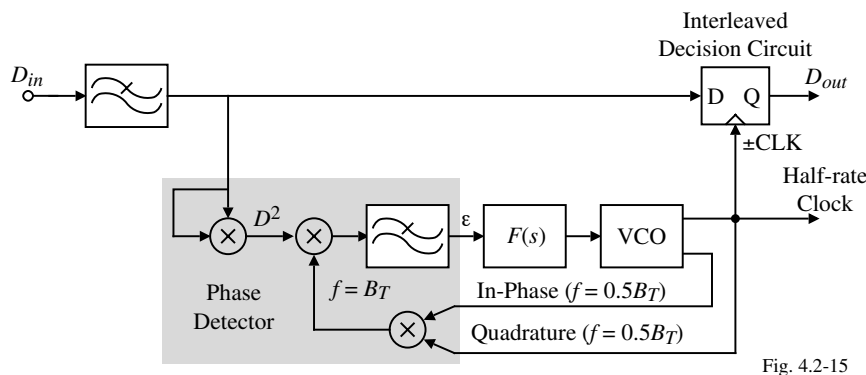 Interleaved
Decision Circuit
D_in
D Q
D_out
±CLK
Half-rate
Clock
D²
ε
F(s)
VCO
f = B_T
In-Phase (f = 0.5B_T)
Phase
Detector
Quadrature (f = 0.5B_T)
Fig. 4.2-15